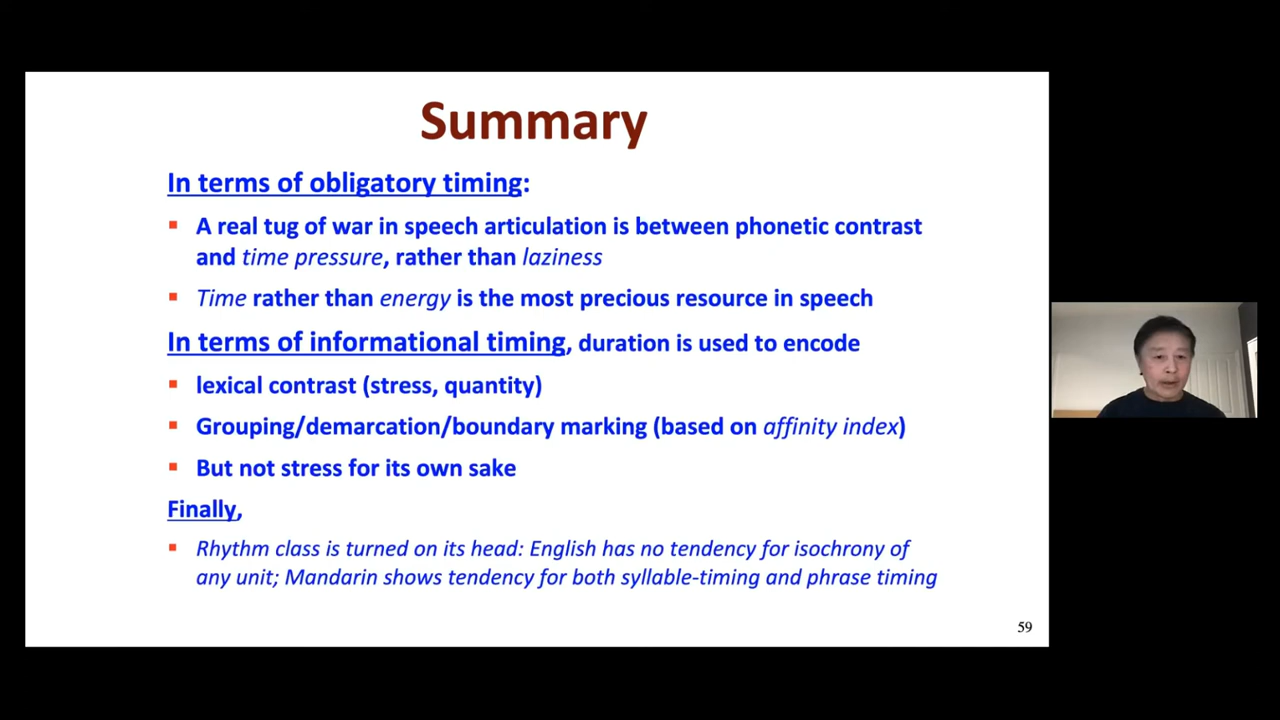 Summary
In terms of obligatory timing:
▪ A real tug of war in speech articulation is between phonetic contrast
and time pressure, rather than laziness
▪ Time rather than energy is the most precious resource in speech
In terms of informational timing, duration is used to encode
▪ lexical contrast (stress, quantity)
▪ Grouping/demarcation/boundary marking (based on affinity index)
▪ But not stress for its own sake
Finally,
▪ Rhythm class is turned on its head: English has no tendency for isochrony of
any unit; Mandarin shows tendency for both syllable-timing and phrase timing
59